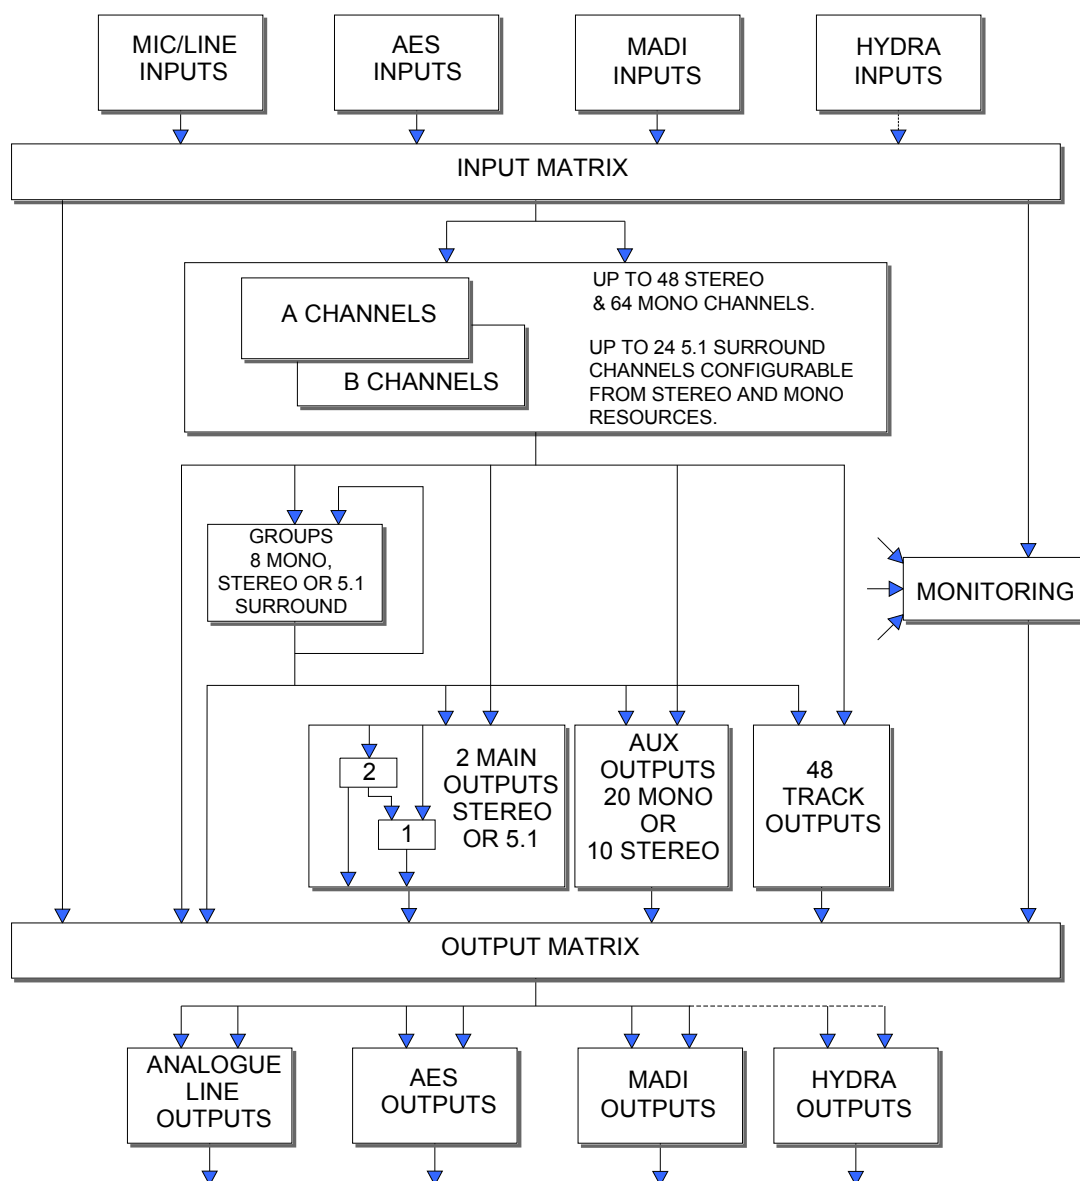 MIC/LINE
INPUTS
AES
INPUTS
MADI
INPUTS
HYDRA
INPUTS
INPUT MATRIX
A CHANNELS
B CHANNELS
UP TO 48 STEREO
& 64 MONO CHANNELS.
UP TO 24 5.1 SURROUND
CHANNELS CONFIGURABLE
FROM STEREO AND MONO
RESOURCES.
GROUPS
8 MONO,
STEREO OR 5.1
SURROUND
MONITORING
2
1
2 MAIN
OUTPUTS
STEREO
OR 5.1
AUX
OUTPUTS
20 MONO
OR
10 STEREO
48
TRACK
OUTPUTS
OUTPUT MATRIX
ANALOGUE
LINE
OUTPUTS
AES
OUTPUTS
MADI
OUTPUTS
HYDRA
OUTPUTS